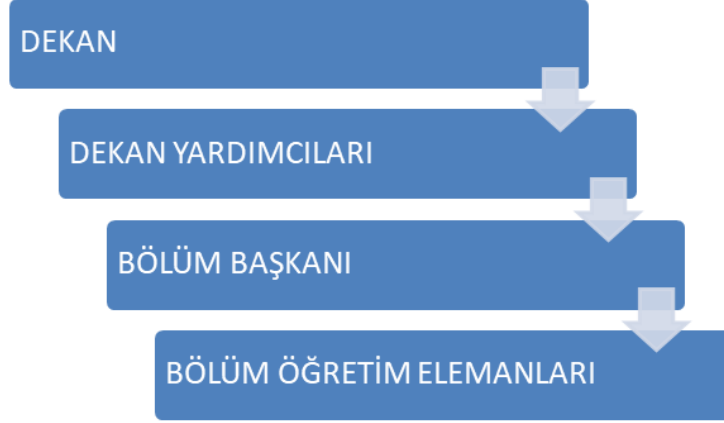 DEKAN
DEKAN YARDIMCILARI
BÖLÜM BAŞKANI
BÖLÜM ÖĞRETİM ELEMANLARI